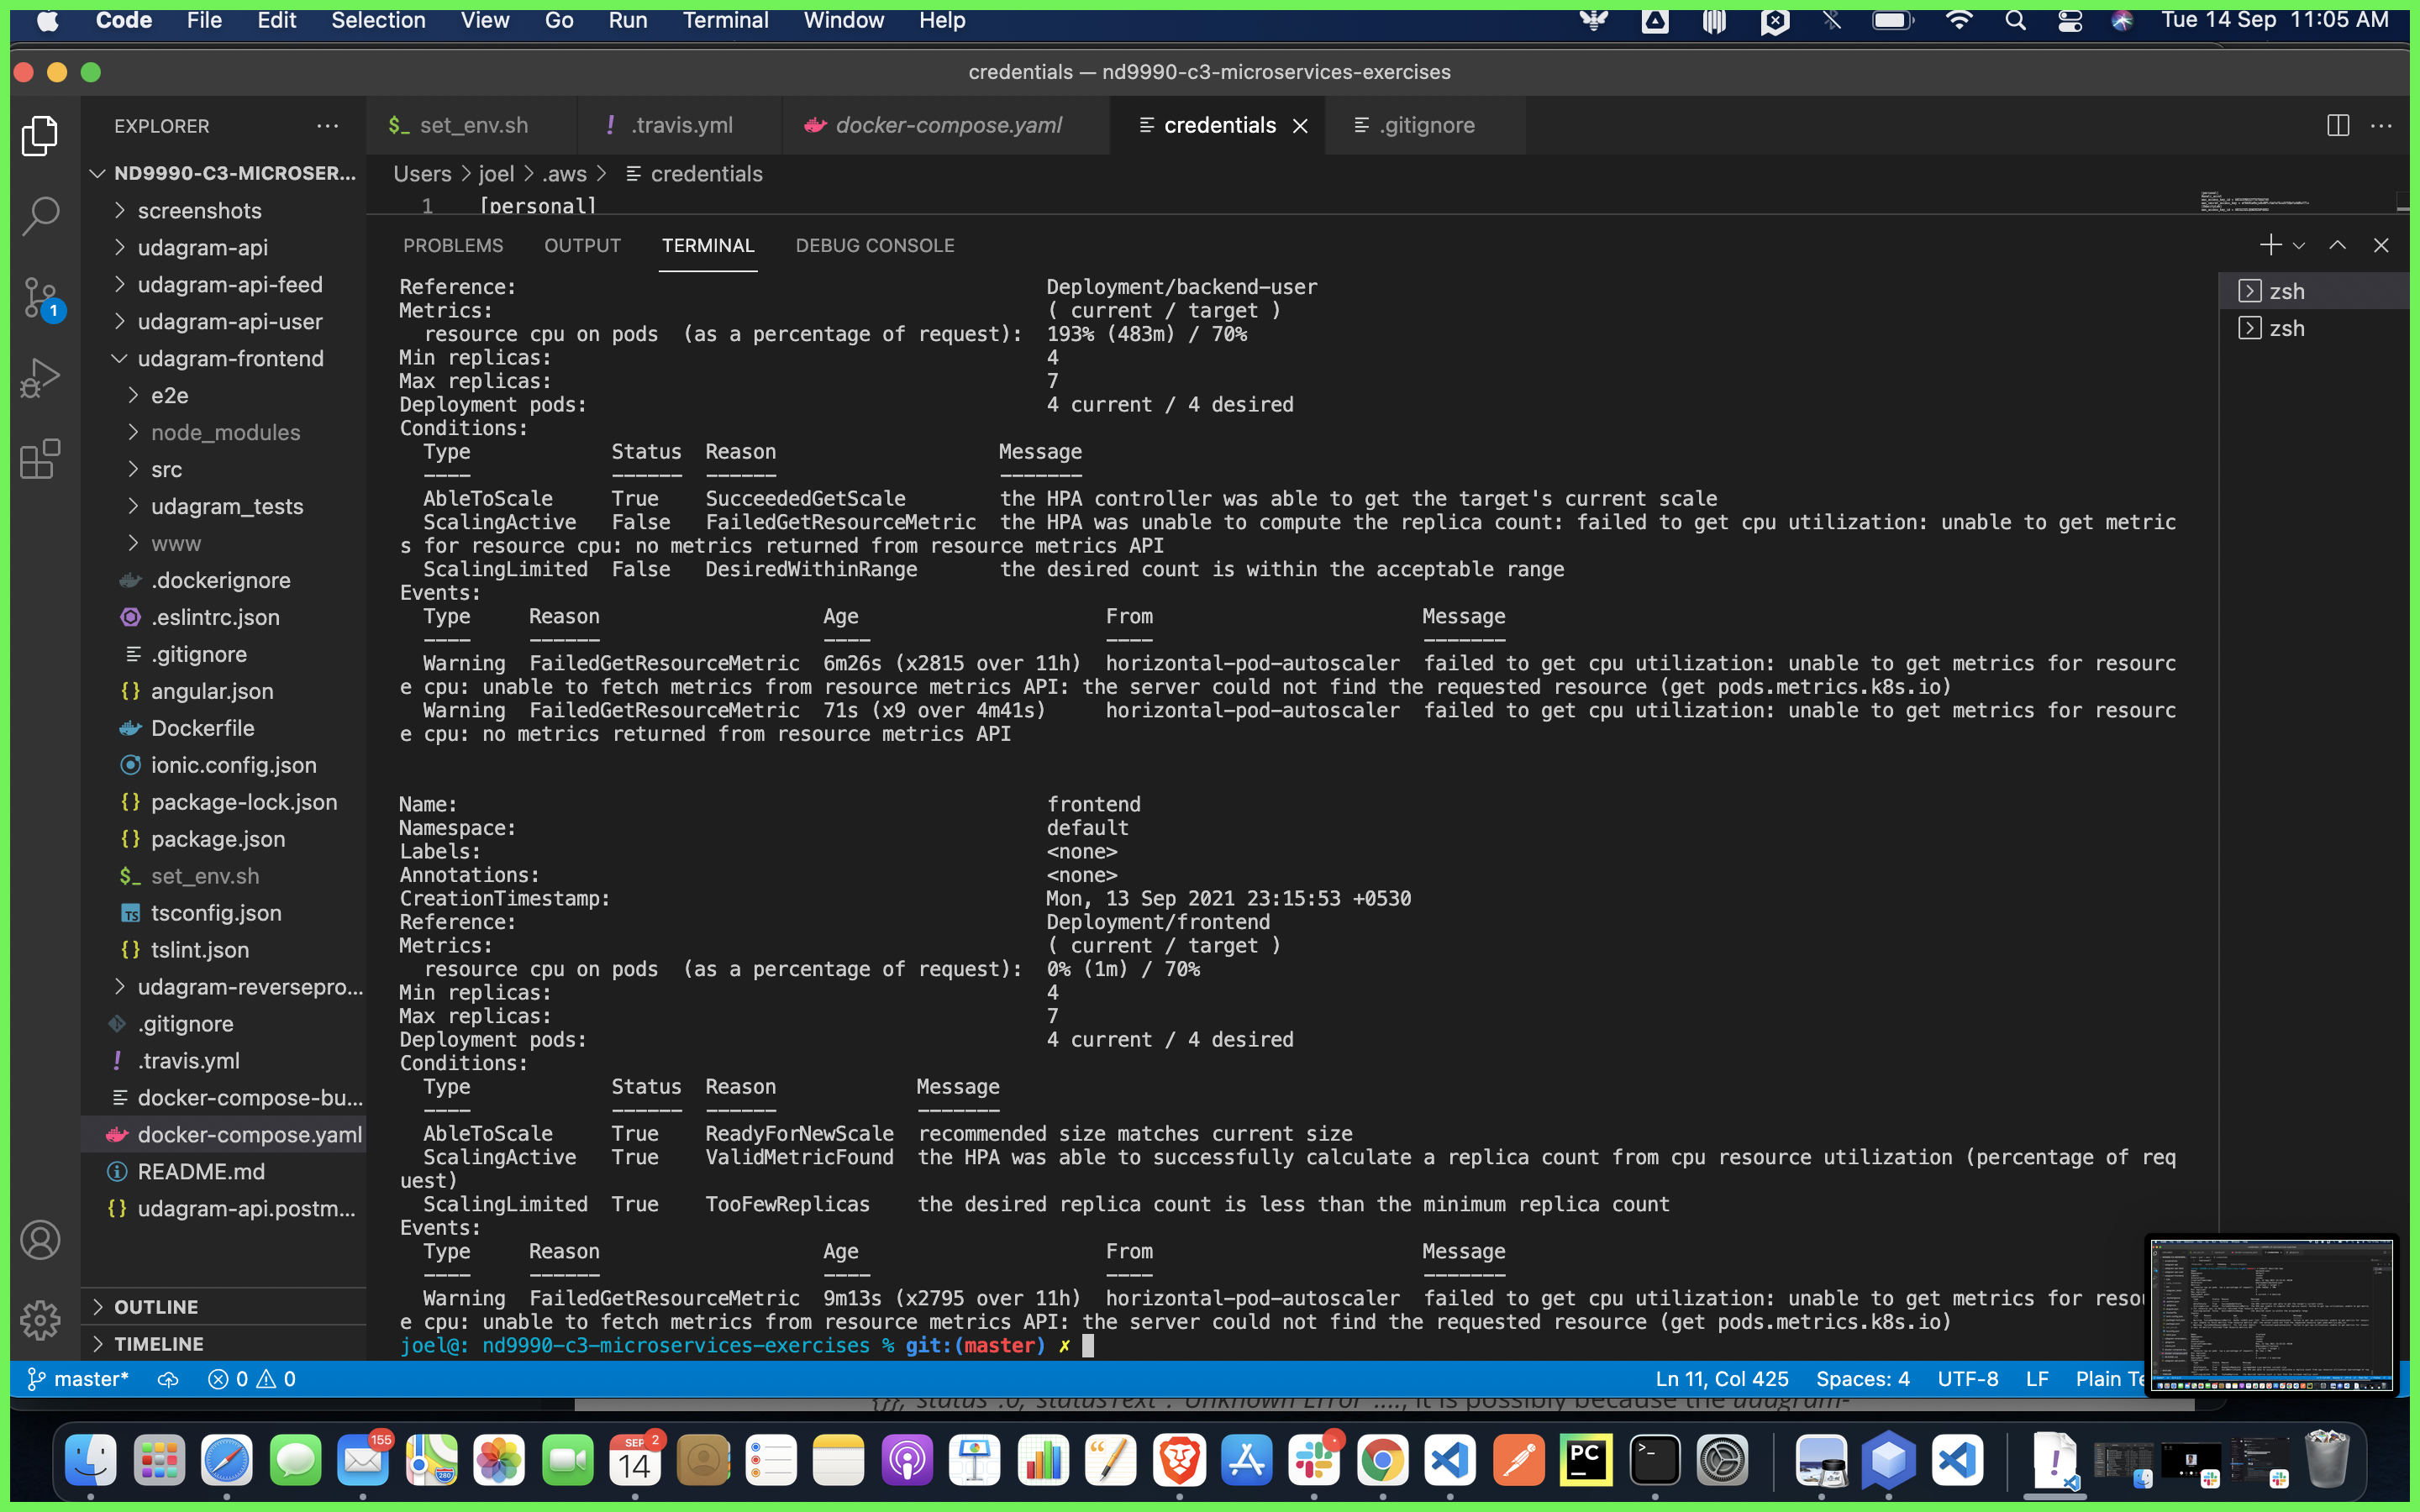 Code File Edit Selection View Go Run Terminal Window Help Tue 14 Sep 11:05 AM
credentials — nd9990-c3-microservices-exercises
EXPLORER
$_ set_env.sh
! .travis.yml
docker-compose.yaml
credentials
.gitignore
Users > joel > .aws > credentials
1 [personal]
ND9990-C3-MICROSER...
screenshots
udagram-api
udagram-api-feed
udagram-api-user
udagram-frontend
e2e
node_modules
src
udagram_tests
www
.dockerignore
.eslintrc.json
.gitignore
{} angular.json
Dockerfile
ionic.config.json
{} package-lock.json
{} package.json
$_ set_env.sh
TS tsconfig.json
{} tslint.json
udagram-reversepro...
.gitignore
! .travis.yml
docker-compose-bu...
docker-compose.yaml
README.md
{} udagram-api.postm...
OUTLINE
TIMELINE
1
PROBLEMS OUTPUT TERMINAL DEBUG CONSOLE
zsh
zsh
Reference: Deployment/backend-user
Metrics: ( current / target )
resource cpu on pods (as a percentage of request): 193% (483m) / 70%
Min replicas: 4
Max replicas: 7
Deployment pods: 4 current / 4 desired
Conditions:
Type Status Reason Message
---- ------ ------ -------
AbleToScale True SucceededGetScale the HPA controller was able to get the target's current scale
ScalingActive False FailedGetResourceMetric the HPA was unable to compute the replica count: failed to get cpu utilization: unable to get metric
s for resource cpu: no metrics returned from resource metrics API
ScalingLimited False DesiredWithinRange the desired count is within the acceptable range
Events:
Type Reason Age From Message
---- ------ ---- ---- -------
Warning FailedGetResourceMetric 6m26s (x2815 over 11h) horizontal-pod-autoscaler failed to get cpu utilization: unable to get metrics for resourc
e cpu: unable to fetch metrics from resource metrics API: the server could not find the requested resource (get pods.metrics.k8s.io)
Warning FailedGetResourceMetric 71s (x9 over 4m41s) horizontal-pod-autoscaler failed to get cpu utilization: unable to get metrics for resourc
e cpu: no metrics returned from resource metrics API
Name: frontend
Namespace: default
Labels: <none>
Annotations: <none>
CreationTimestamp: Mon, 13 Sep 2021 23:15:53 +0530
Reference: Deployment/frontend
Metrics: ( current / target )
resource cpu on pods (as a percentage of request): 0% (1m) / 70%
Min replicas: 4
Max replicas: 7
Deployment pods: 4 current / 4 desired
Conditions:
Type Status Reason Message
---- ------ ------ -------
AbleToScale True ReadyForNewScale recommended size matches current size
ScalingActive True ValidMetricFound the HPA was able to successfully calculate a replica count from cpu resource utilization (percentage of req
uest)
ScalingLimited True TooFewReplicas the desired replica count is less than the minimum replica count
Events:
Type Reason Age From Message
---- ------ ---- ---- -------
Warning FailedGetResourceMetric 9m13s (x2795 over 11h) horizontal-pod-autoscaler failed to get cpu utilization: unable to get metrics for resou
e cpu: unable to fetch metrics from resource metrics API: the server could not find the requested resource (get pods.metrics.k8s.io)
joel@: nd9990-c3-microservices-exercises % git:(master) ✗
master* 0 0 Ln 11, Col 425 Spaces: 4 UTF-8 LF Plain Te
{}}, "status":0,"statusText":"Unknown Error"...., it is possibly because the udagram-
155 280 SEP 2 14 PC